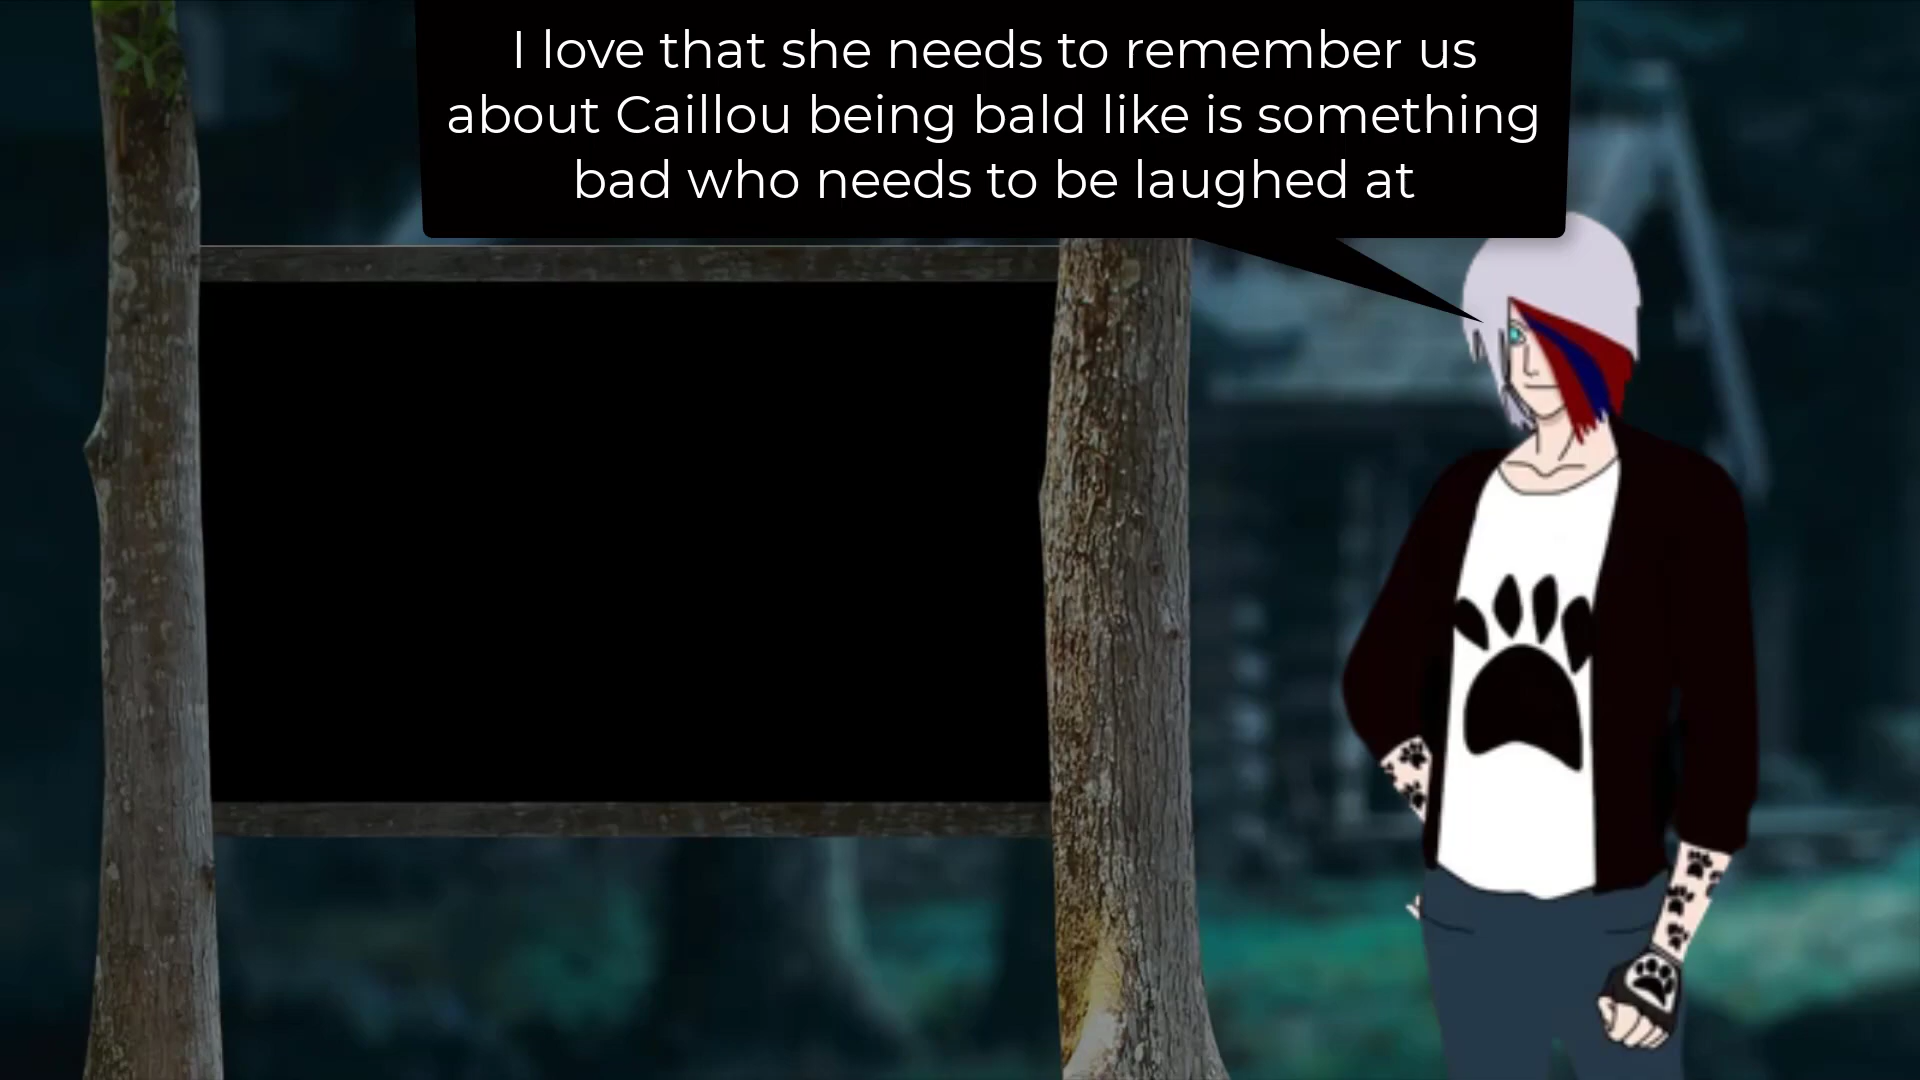 I love that she needs to remember us
about Caillou being bald like is something
bad who needs to be laughed at